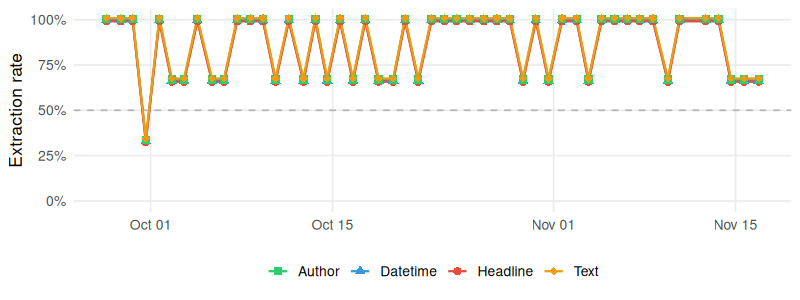 Extraction rate
100%
75%
50%
25%
0%
Oct 01 Oct 15 Nov 01 Nov 15
Author Datetime Headline Text